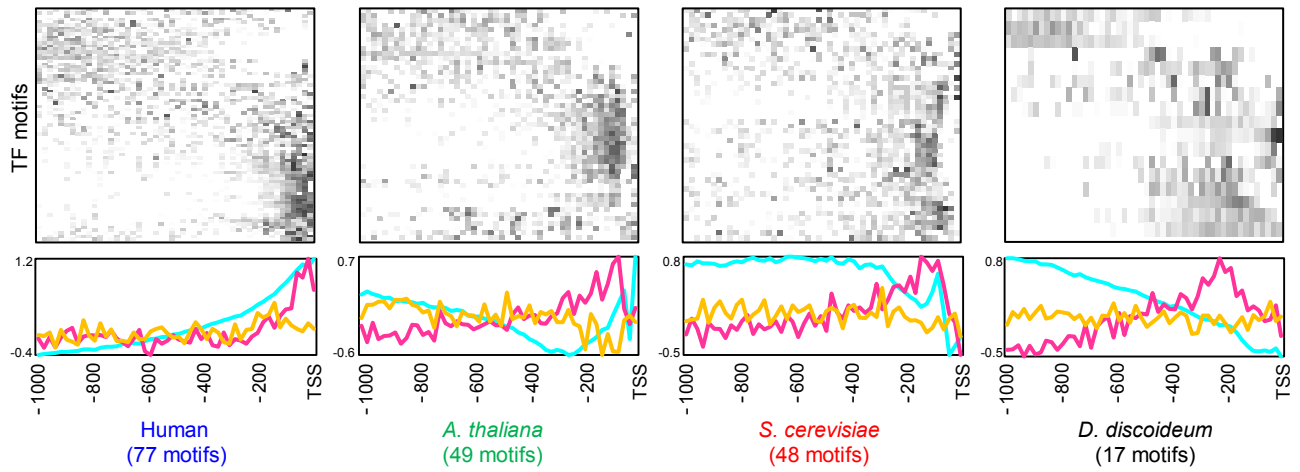 TF motifs
1.2
-0.4
-1000
-800
-600
-400
-200
TSS
Human
(77 motifs)
0.7
-0.6
-1000
-800
-600
-400
-200
TSS
A. thaliana
(49 motifs)
0.8
-0.5
-1000
-800
-600
-400
-200
TSS
S. cerevisiae
(48 motifs)
0.8
-0.5
-1000
-800
-600
-400
-200
TSS
D. discoideum
(17 motifs)